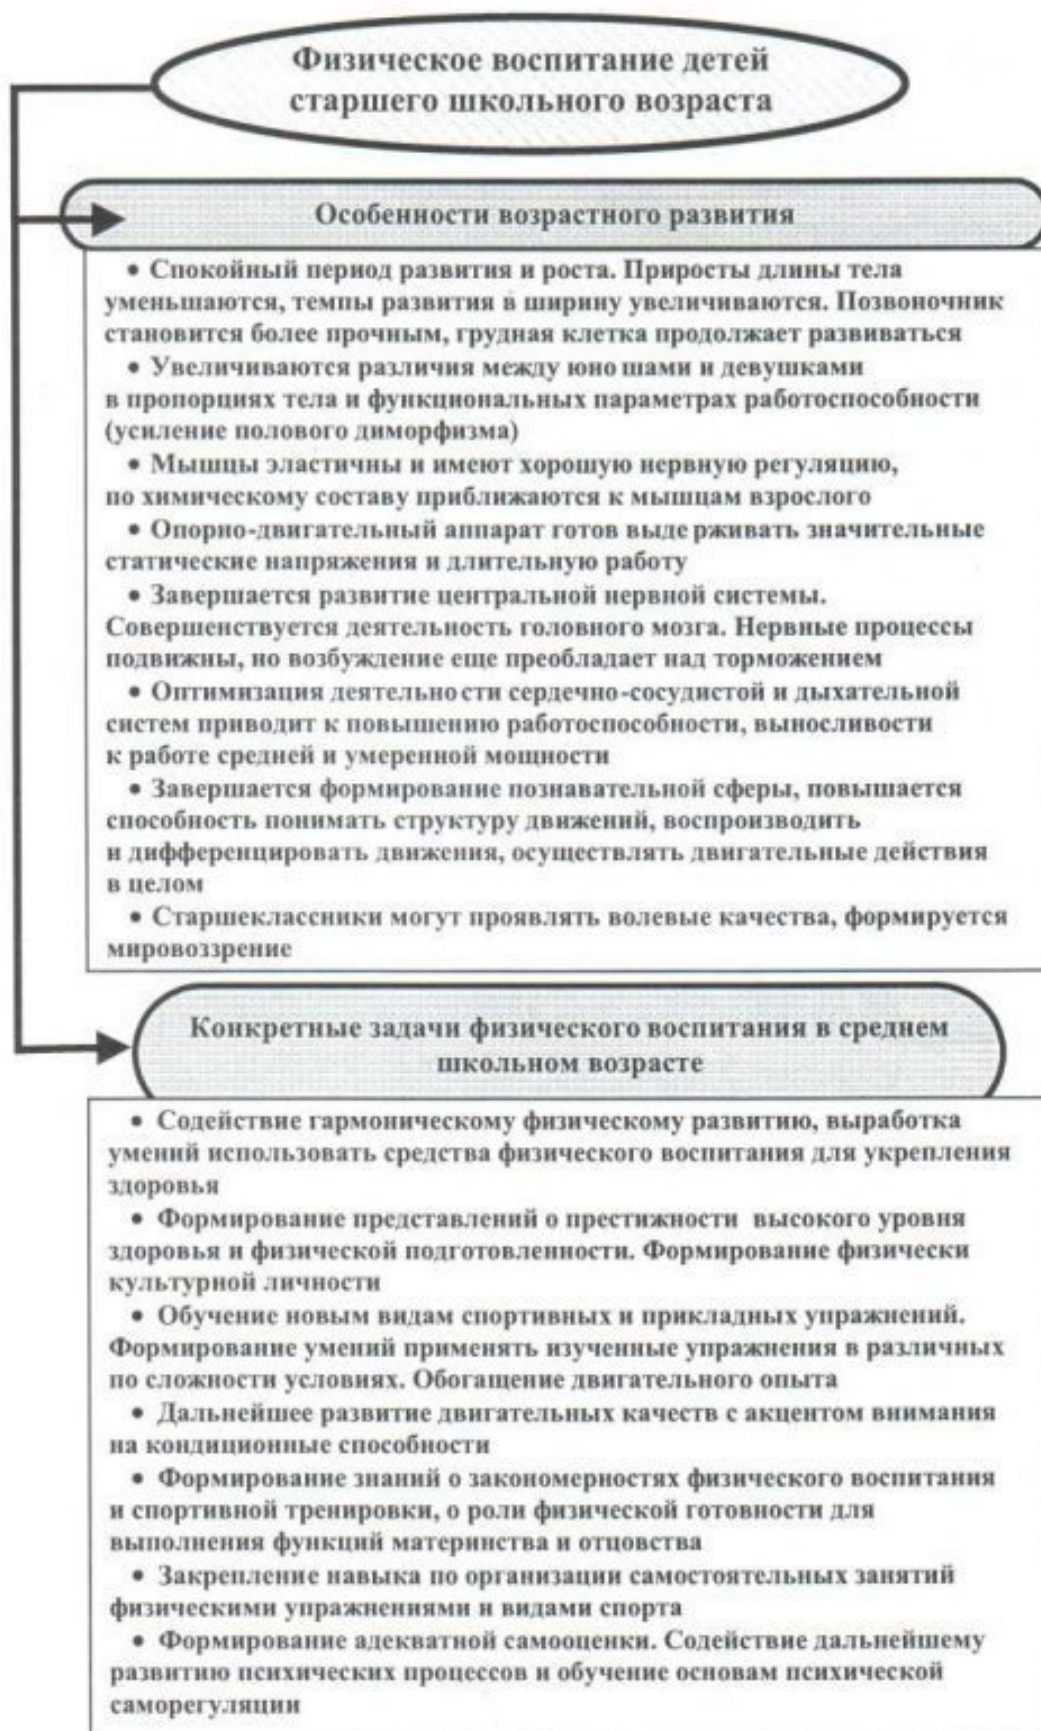 Физическое воспитание детей
старшего школьного возраста
Особенности возрастного развития
• Спокойный период развития и роста. Приросты длины тела
уменьшаются, темпы развития в ширину увеличиваются. Позвоночник
становится более прочным, грудная клетка продолжает развиваться
• Увеличиваются различия между юношами и девушками
в пропорциях тела и функциональных параметрах работоспособности
(усиление полового диморфизма)
• Мышцы эластичны и имеют хорошую нервную регуляцию,
по химическому составу приближаются к мышцам взрослого
• Опорно-двигательный аппарат готов выдерживать значительные
статические напряжения и длительную работу
• Завершается развитие центральной нервной системы.
Совершенствуется деятельность головного мозга. Нервные процессы
подвижны, но возбуждение еще преобладает над торможением
• Оптимизация деятельности сердечно-сосудистой и дыхательной
систем приводит к повышению работоспособности, выносливости
к работе средней и умеренной мощности
• Завершается формирование познавательной сферы, повышается
способность понимать структуру движений, воспроизводить
и дифференцировать движения, осуществлять двигательные действия
в целом
• Старшеклассники могут проявлять волевые качества, формируется
мировоззрение
Конкретные задачи физического воспитания в среднем
школьном возрасте
• Содействие гармоническому физическому развитию, выработка
умений использовать средства физического воспитания для укрепления
здоровья
• Формирование представлений о престижности высокого уровня
здоровья и физической подготовленности. Формирование физически
культурной личности
• Обучение новым видам спортивных и прикладных упражнений.
Формирование умений применять изученные упражнения в различных
по сложности условиях. Обогащение двигательного опыта
• Дальнейшее развитие двигательных качеств с акцентом внимания
на кондиционные способности
• Формирование знаний о закономерностях физического воспитания
и спортивной тренировки, о роли физической готовности для
выполнения функций материнства и отцовства
• Закрепление навыка по организации самостоятельных занятий
физическими упражнениями и видами спорта
• Формирование адекватной самооценки. Содействие дальнейшему
развитию психических процессов и обучение основам психической
саморегуляции